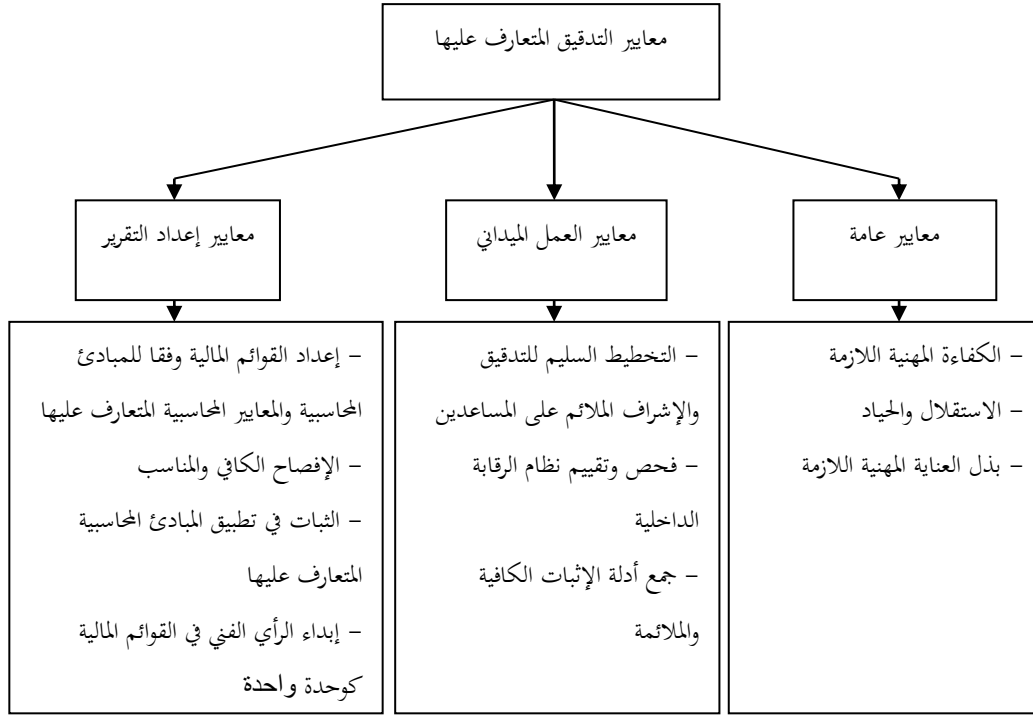 معايير التدقيق المتعارف عليها
معايير عامة
معايير العمل الميداني
معايير إعداد التقرير
– الكفاءة المهنية اللازمة
– الاستقلال والحياد
– بذل العناية المهنية اللازمة
– التخطيط السليم للتدقيق
والإشراف الملائم على المساعدين
– فحص وتقييم نظام الرقابة
الداخلية
– جمع أدلة الإثبات الكافية
والملائمة
– إعداد القوائم المالية وفقا للمبادئ
المحاسبية والمعايير المحاسبية المتعارف عليها
– الإفصاح الكافي والمناسب
– الثبات في تطبيق المبادئ المحاسبية
المتعارف عليها
– إبداء الرأي الفني في القوائم المالية
كوحدة واحدة